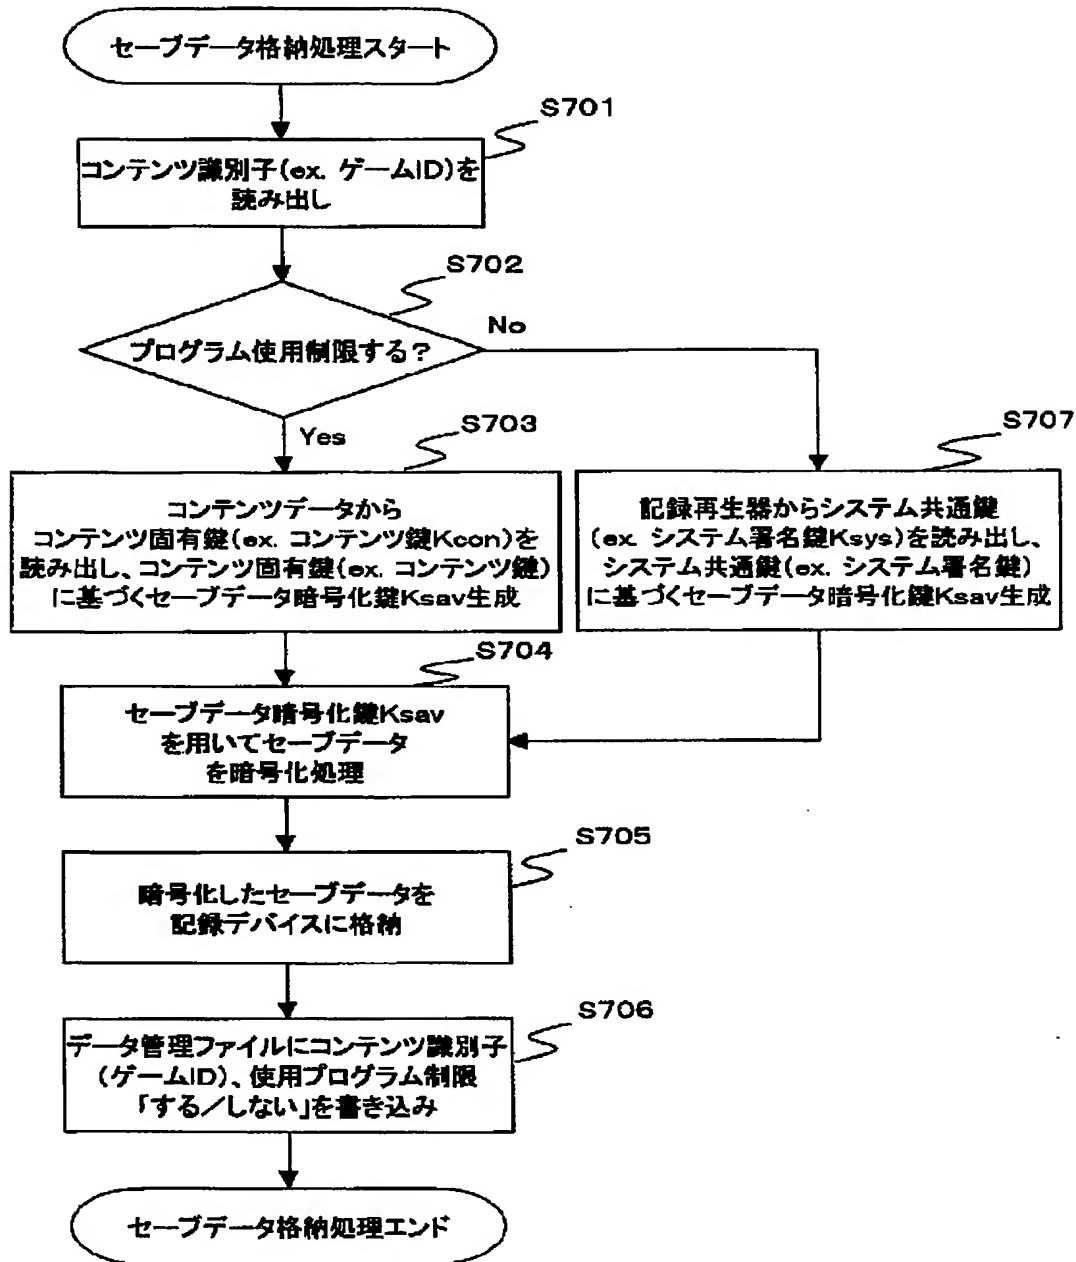 セーブデータ格納処理スタート
S701
コンテンツ識別子(ex. ゲームID)を
読み出し
S702
プログラム使用制限する？
No
Yes
S703
コンテンツデータから
コンテンツ固有鍵(ex. コンテンツ鍵Kcon)を
読み出し、コンテンツ固有鍵(ex. コンテンツ鍵)
に基づくセーブデータ暗号化鍵Ksav生成
S707
記録再生器からシステム共通鍵
(ex. システム署名鍵Ksys)を読み出し、
システム共通鍵(ex. システム署名鍵)
に基づくセーブデータ暗号化鍵Ksav生成
S704
セーブデータ暗号化鍵Ksav
を用いてセーブデータ
を暗号化処理
S705
暗号化したセーブデータを
記録デバイスに格納
S706
データ管理ファイルにコンテンツ識別子
(ゲームID)、使用プログラム制限
「する／しない」を書き込み
セーブデータ格納処理エンド